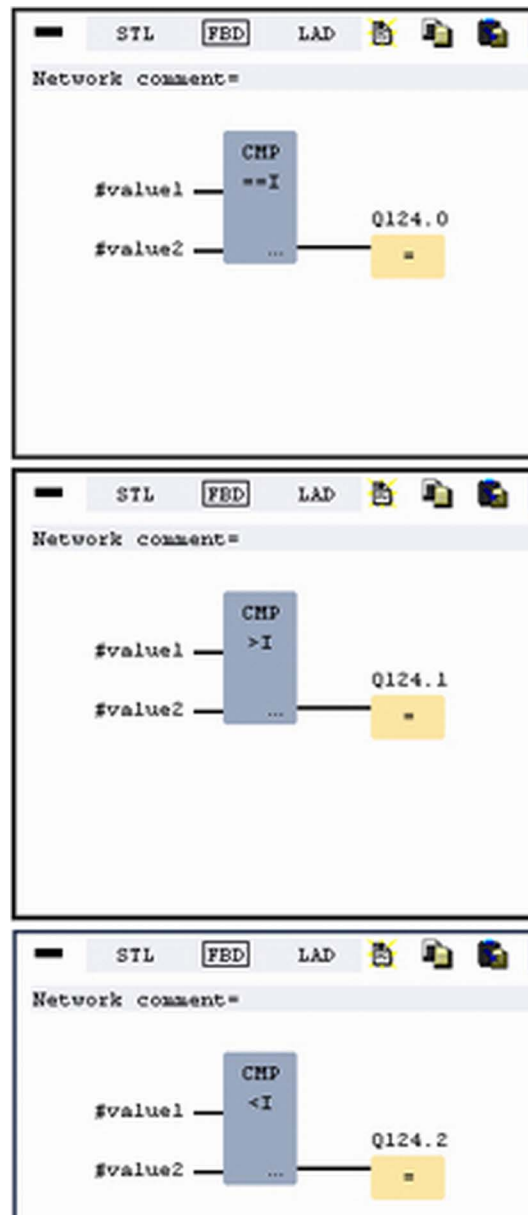 STL FBD LAD
Network comment=
CMP
==I
#value1
Q124.0
#value2
...
=
STL FBD LAD
Network comment=
CMP
>I
#value1
Q124.1
#value2
...
=
STL FBD LAD
Network comment=
CMP
<I
#value1
Q124.2
#value2
...
=